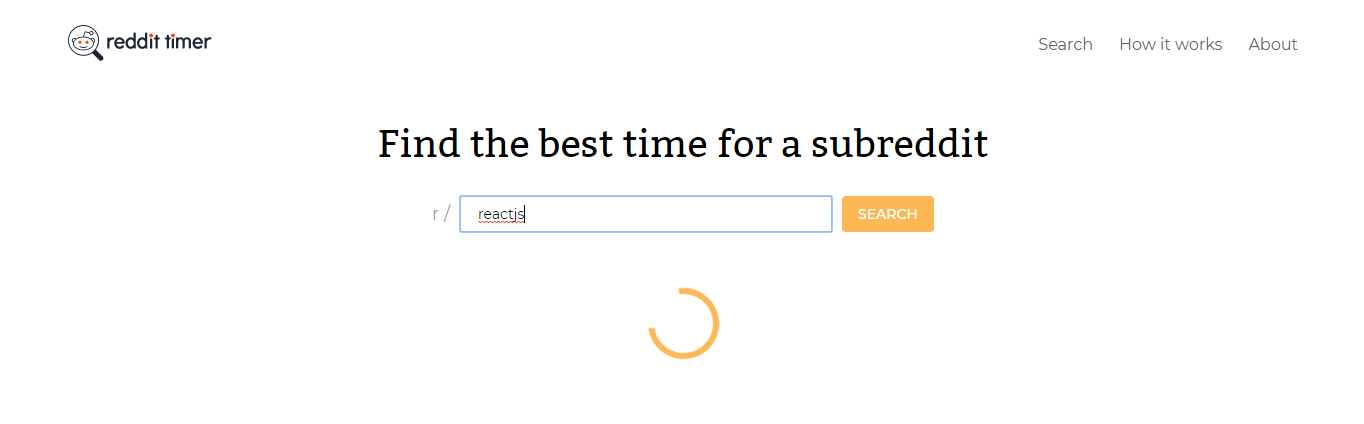 reddit timer
Search How it works About
Find the best time for a subreddit
r / reactjs SEARCH